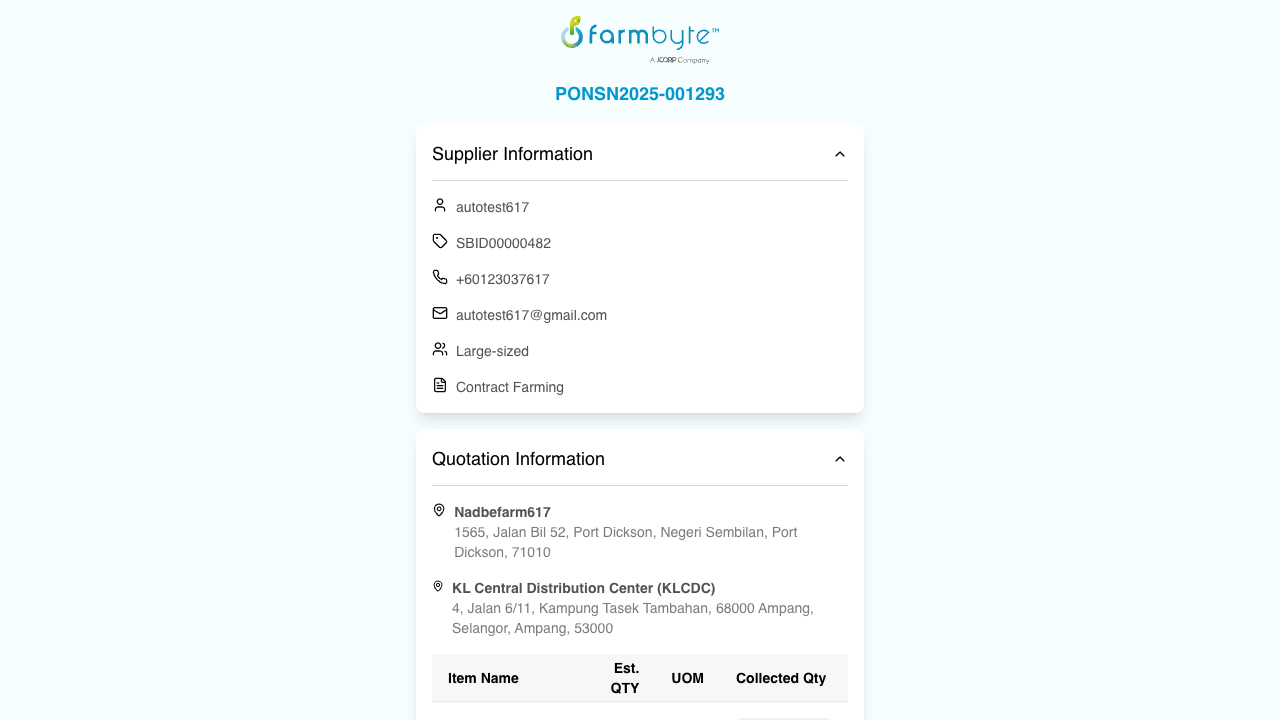 farmbyte™
A JCORP Company
PONSN2025-001293
Supplier Information
autotest617
SBID00000482
+60123037617
autotest617@gmail.com
Large-sized
Contract Farming
Quotation Information
Nadbefarm617
1565, Jalan Bil 52, Port Dickson, Negeri Sembilan, Port
Dickson, 71010
KL Central Distribution Center (KLCDC)
4, Jalan 6/11, Kampung Tasek Tambahan, 68000 Ampang,
Selangor, Ampang, 53000
Item Name Est. QTY UOM Collected Qty